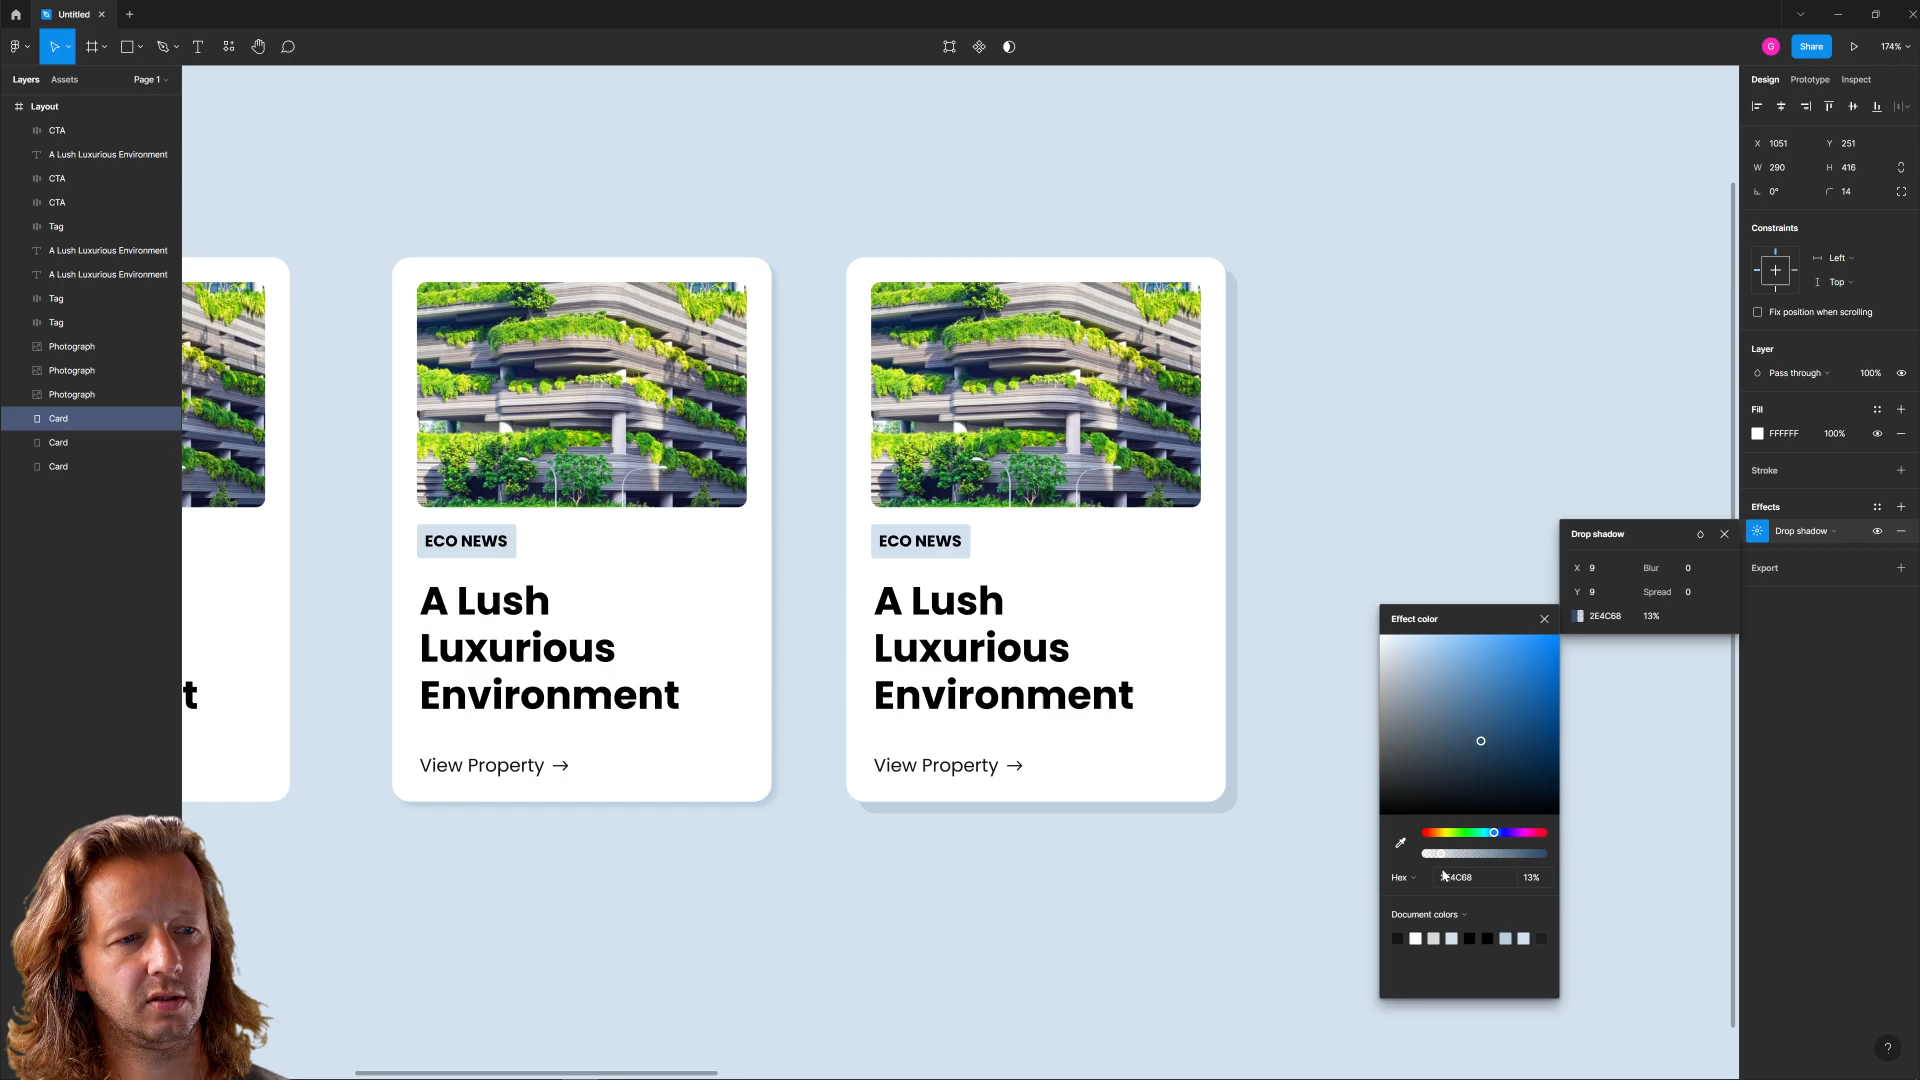 Untitled
G
Share
174%
Layers
Assets
Page 1
Layout
CTA
A Lush Luxurious Environment
CTA
CTA
Tag
A Lush Luxurious Environment
A Lush Luxurious Environment
Tag
Tag
Photograph
Photograph
Photograph
Card
Card
Card
t
ECO NEWS
A Lush
Luxurious
Environment
View Property →
ECO NEWS
A Lush
Luxurious
Environment
View Property →
Effect color
Hex
13%
Document colors
Drop shadow
X 9 Blur 0
Y 9 Spread 0
2E4C68 13%
Design
Prototype
Inspect
X 1051 Y 251
W 290 H 416
0° 14
Constraints
Left
Top
Fix position when scrolling
Layer
Pass through 100%
Fill
FFFFFF 100%
Stroke
Effects
Drop shadow
Export
?